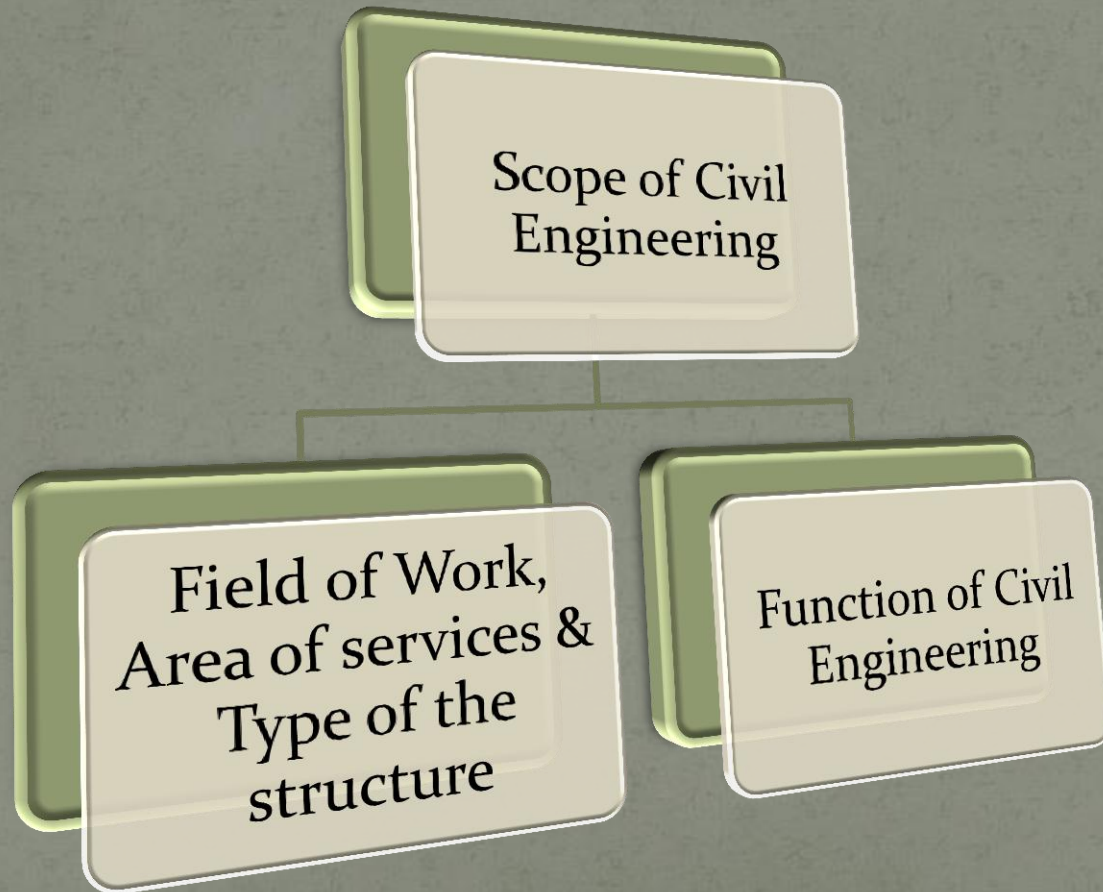 Scope of Civil
Engineering
Field of Work,
Area of services &
Type of the
structure
Function of Civil
Engineering